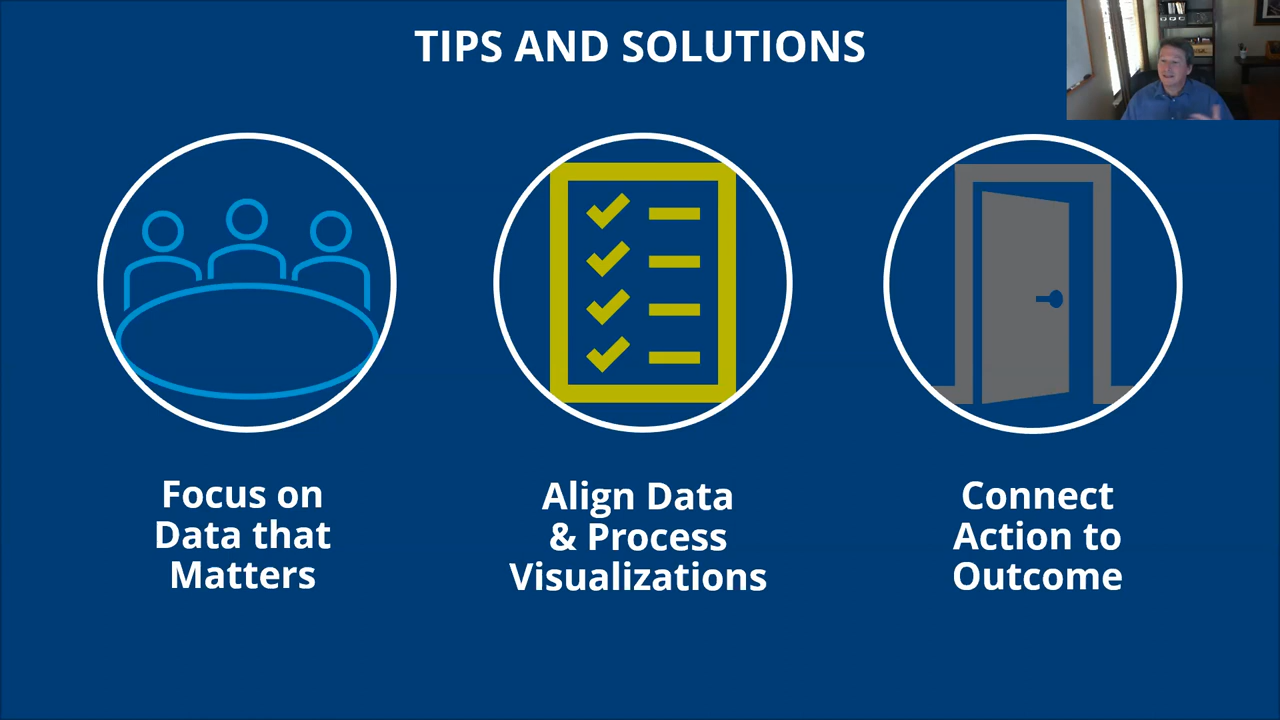 TIPS AND SOLUTIONS
Focus on
Data that
Matters
Align Data
& Process
Visualizations
Connect
Action to
Outcome